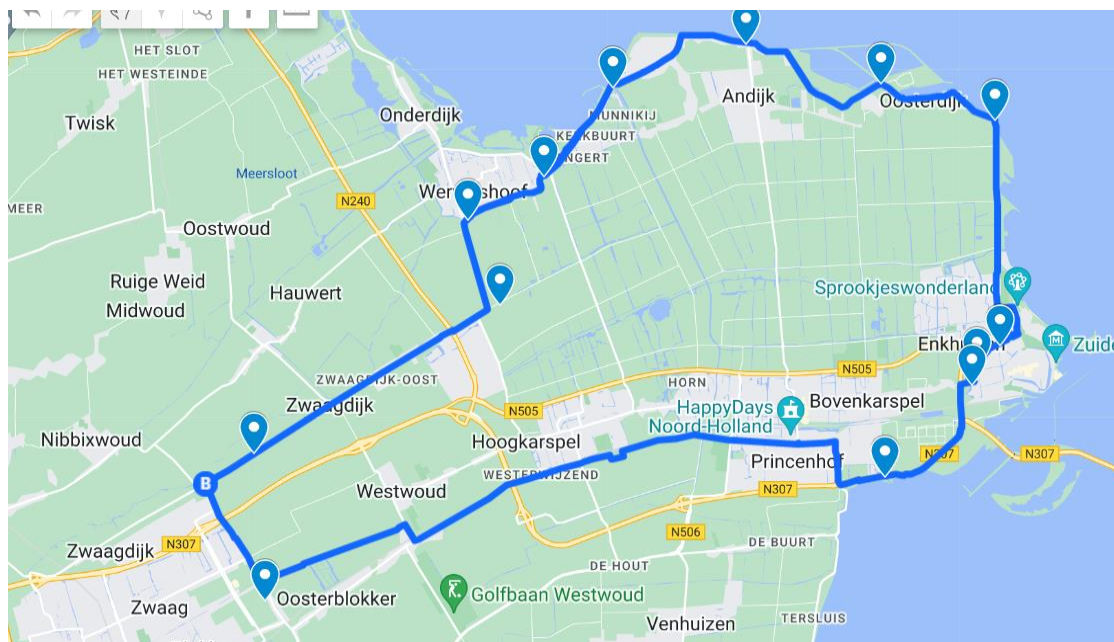 HET SLOT
HET WESTEINDE
Twisk
Onderdijk
Andijk
Oosterdijk
MUNNIKIJ
KERKBUURT
Meersloot
N240
MEER
Oostwoud
Ruige Weid
Midwoud
Hauwert
Sprookjeswonderland
Enkhuizen
Zuide
ZWAAGDIJK-OOST
N505
HORN
Zwaagdijk
N505
HappyDays
Noord-Holland
Bovenkarspel
Nibbixwoud
Hoogkarspel
N307
N307
Princenhof
WESTERWIJZEND
B
Westwoud
N307
N506
Zwaagdijk
N307
DE BUURT
DE HOUT
Zwaag
Oosterblokker
Golfbaan Westwoud
Venhuizen
TERSLUIS